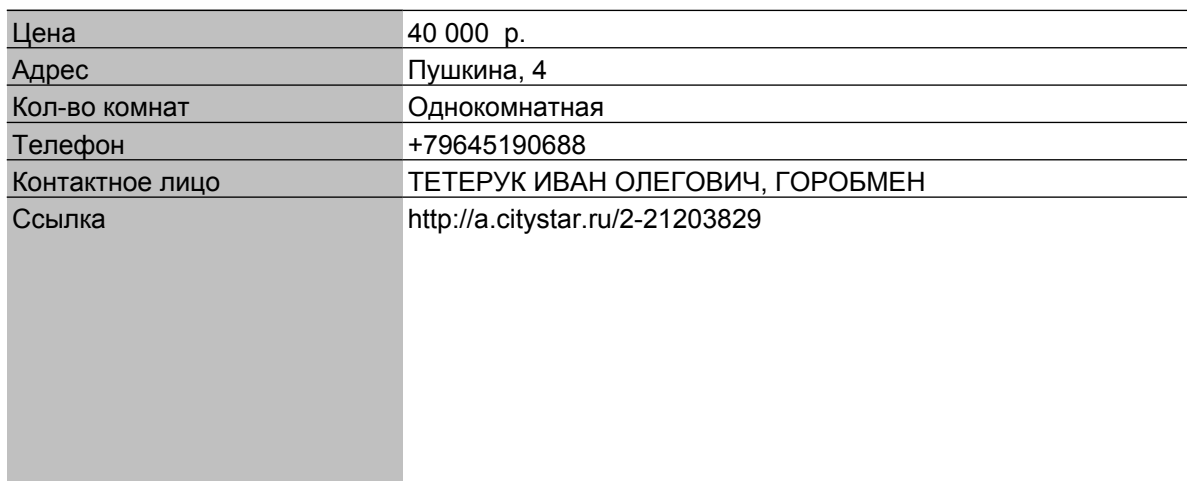 Цена 40 000 р.
Адрес Пушкина, 4
Кол-во комнат Однокомнатная
Телефон +79645190688
Контактное лицо ТЕТЕРУК ИВАН ОЛЕГОВИЧ, ГОРОБМЕН
Ссылка http://a.citystar.ru/2-21203829